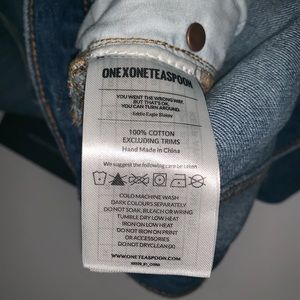 ONEXONETEASPOON
YOU WENT THE WRONG WAY.
BUT THAT'S OK,
YOU CAN TURN AROUND.
- Eddie Eagle Blakey
100% COTTON
EXCLUDING TRIMS
Hand Made in China
We suggest the following care be taken
COLD MACHINE WASH
DARK COLOURS SEPARATELY
DO NOT SOAK, BLEACH OR WRING
TUMBLE DRY LOW HEAT
IRON ON LOW HEAT
DO NOT IRON ON PRINT
OR ACCESSORIES
DO NOT DRYCLEAN (X)
WWW.ONETEASPOON.COM